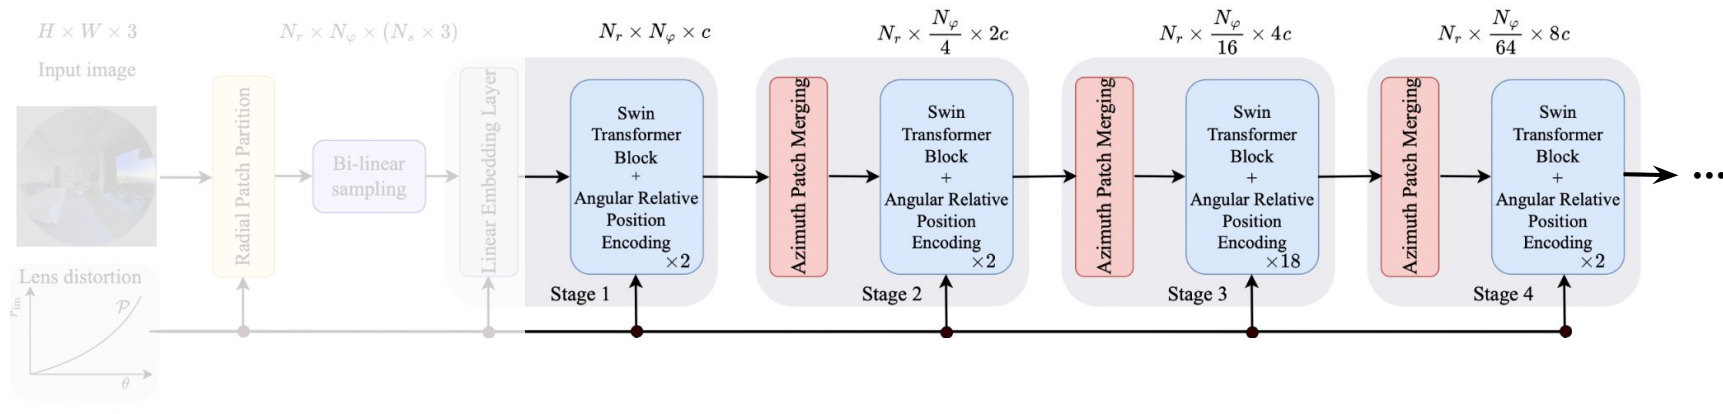 H × W × 3
Input image
N_r × N_φ × (N_s × 3)
N_r × N_φ × c
N_r × N_φ/4 × 2c
N_r × N_φ/16 × 4c
N_r × N_φ/64 × 8c
Radial Patch Partition
Bi-linear
sampling
Linear Embedding Layer
Swin
Transformer
Block
+
Angular Relative
Position
Encoding
×2
Stage 1
Azimuth Patch Merging
Swin
Transformer
Block
+
Angular Relative
Position
Encoding
×2
Stage 2
Azimuth Patch Merging
Swin
Transformer
Block
+
Angular Relative
Position
Encoding
×18
Stage 3
Azimuth Patch Merging
Swin
Transformer
Block
+
Angular Relative
Position
Encoding
×2
Stage 4
...
Lens distortion
r_im
P
θ